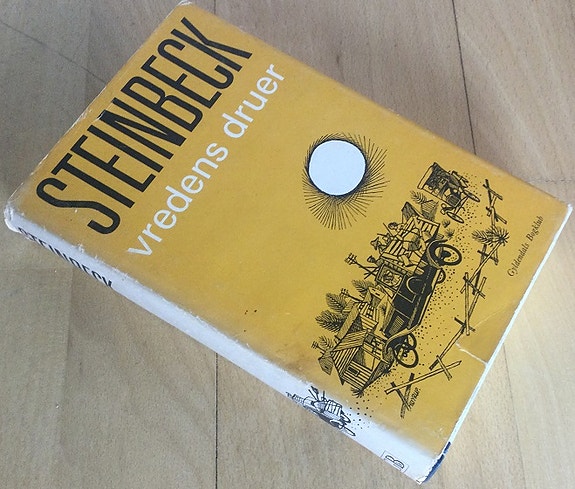 STEINBECK
vredens druer
Gyldendals Bogklub
STEINBECK